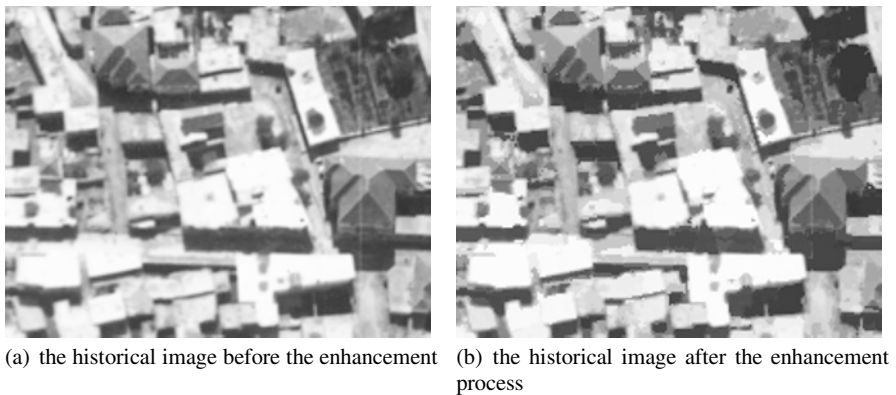 (a) the historical image before the enhancement
(b) the historical image after the enhancement
process